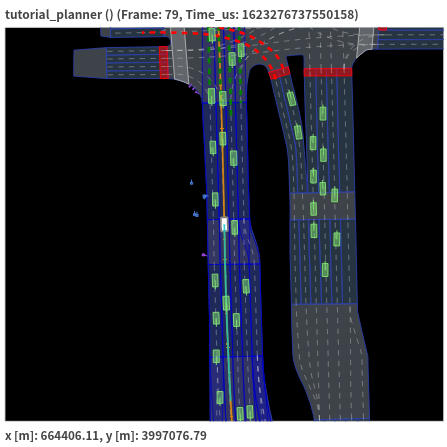 tutorial_planner () (Frame: 79, Time_us: 1623276737550158)
x [m]: 664406.11, y [m]: 3997076.79